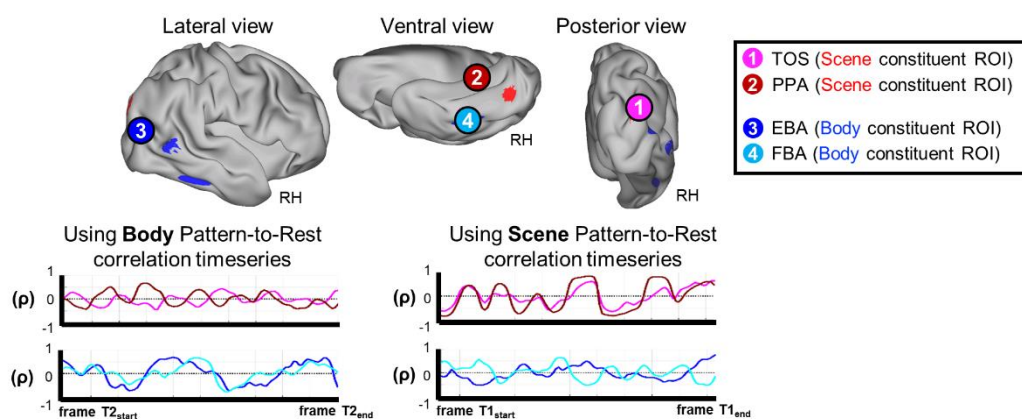 Lateral view
Ventral view
Posterior view
1 TOS (Scene constituent ROI)
2 PPA (Scene constituent ROI)
3 EBA (Body constituent ROI)
4 FBA (Body constituent ROI)
3
RH
2
4
RH
1
RH
Using Body Pattern-to-Rest
correlation timeseries
1
(ρ) 0
-1
1
(ρ) 0
-1
frame T2start
frame T2end
Using Scene Pattern-to-Rest
correlation timeseries
1
(ρ) 0
-1
1
(ρ) 0
-1
frame T1start
frame T1end